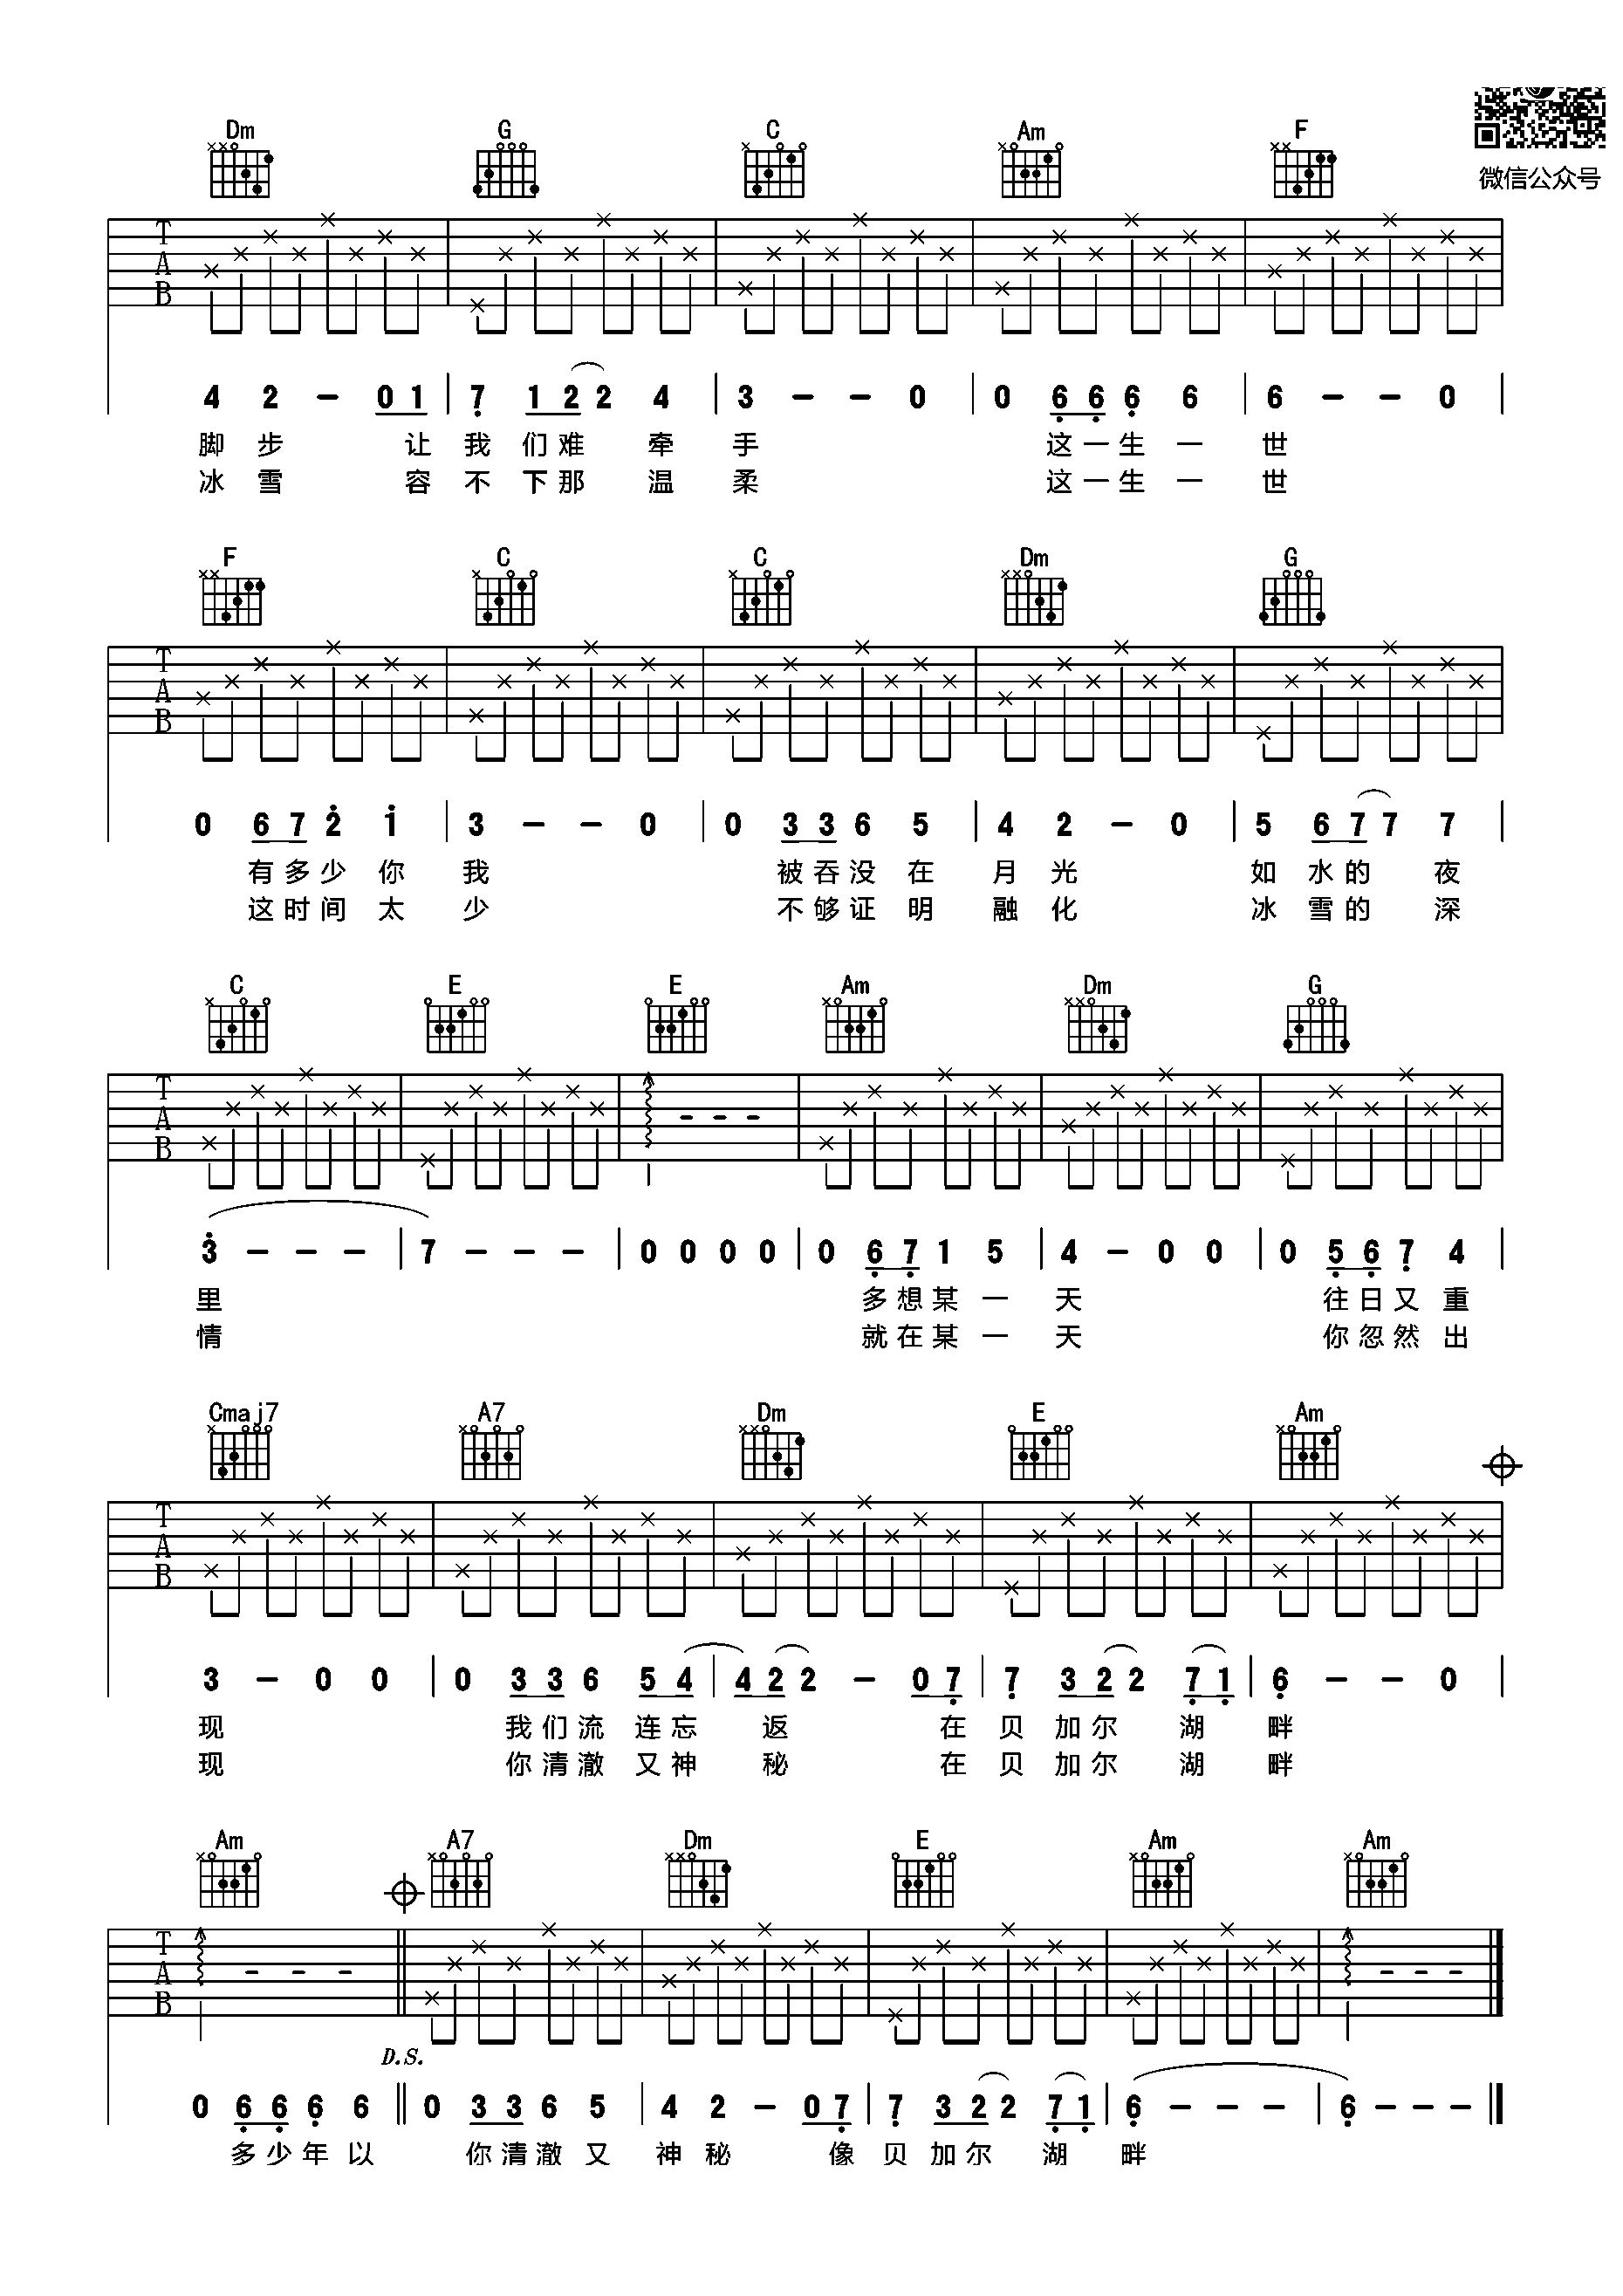 微信公众号
Dm G C Am F
T
A
B
4 2 - 0 1 | 7 1 2 2 4 | 3 - - 0 | 0 6 6 6 6 | 6 - - 0 |
脚 步 让 我 们 难 牵 手 这 一 生 一 世
冰 雪 容 不 下 那 温 柔 这 一 生 一 世
F C C Dm G
T
A
B
0 6 7 2 1 | 3 - - 0 | 0 3 3 6 5 | 4 2 - 0 | 5 6 7 7 7 |
有 多 少 你 我 被 吞 没 在 月 光 如 水 的 夜
这 时 间 太 少 不 够 证 明 融 化 冰 雪 的 深
C E E Am Dm G
T
A
B
3 - - - | 7 - - - | 0 0 0 0 | 0 6 7 1 5 | 4 - 0 0 | 0 5 6 7 4 |
里 多 想 某 一 天 往 日 又 重
情 就 在 某 一 天 你 忽 然 出
Cmaj7 A7 Dm E Am
T
A
B
3 - 0 0 | 0 3 3 6 5 4 | 4 2 2 - 0 7 | 7 3 2 2 7 1 | 6 - - 0 |
现 我 们 流 连 忘 返 在 贝 加 尔 湖 畔
现 你 清 澈 又 神 秘 在 贝 加 尔 湖 畔
Am A7 Dm E Am Am
T
A
B
D.S.
0 6 6 6 6 || 0 3 3 6 5 | 4 2 - 0 7 | 7 3 2 2 7 1 | 6 - - - | 6 - - - ||
多 少 年 以 你 清 澈 又 神 秘 像 贝 加 尔 湖 畔